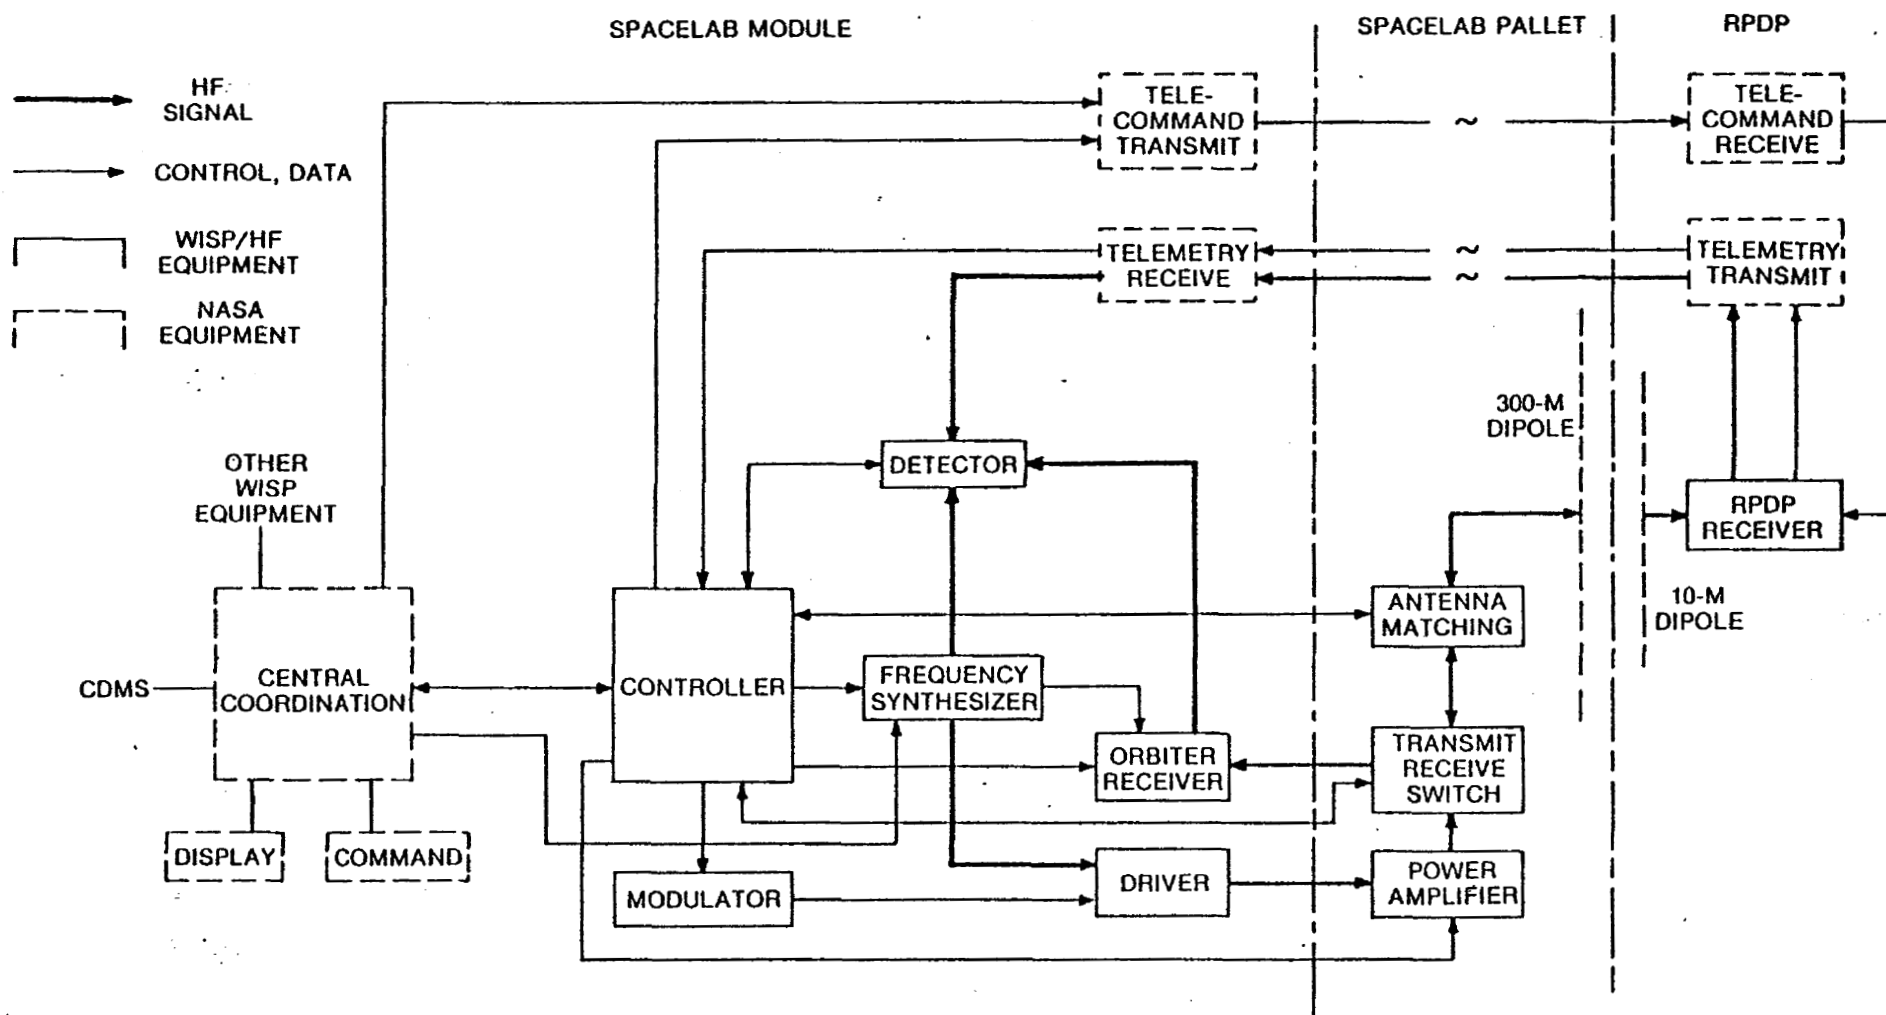 SPACELAB MODULE
SPACELAB PALLET
RPDP
HF
SIGNAL
CONTROL, DATA
WISP/HF
EQUIPMENT
NASA
EQUIPMENT
TELE-
COMMAND
TRANSMIT
~
TELE-
COMMAND
RECEIVE
TELEMETRY
RECEIVE
~
~
TELEMETRY
TRANSMIT
300-M
DIPOLE
OTHER
WISP
EQUIPMENT
DETECTOR
RPDP
RECEIVER
10-M
DIPOLE
ANTENNA
MATCHING
CDMS
CENTRAL
COORDINATION
CONTROLLER
FREQUENCY
SYNTHESIZER
ORBITER
RECEIVER
TRANSMIT
RECEIVE
SWITCH
DISPLAY
COMMAND
MODULATOR
DRIVER
POWER
AMPLIFIER